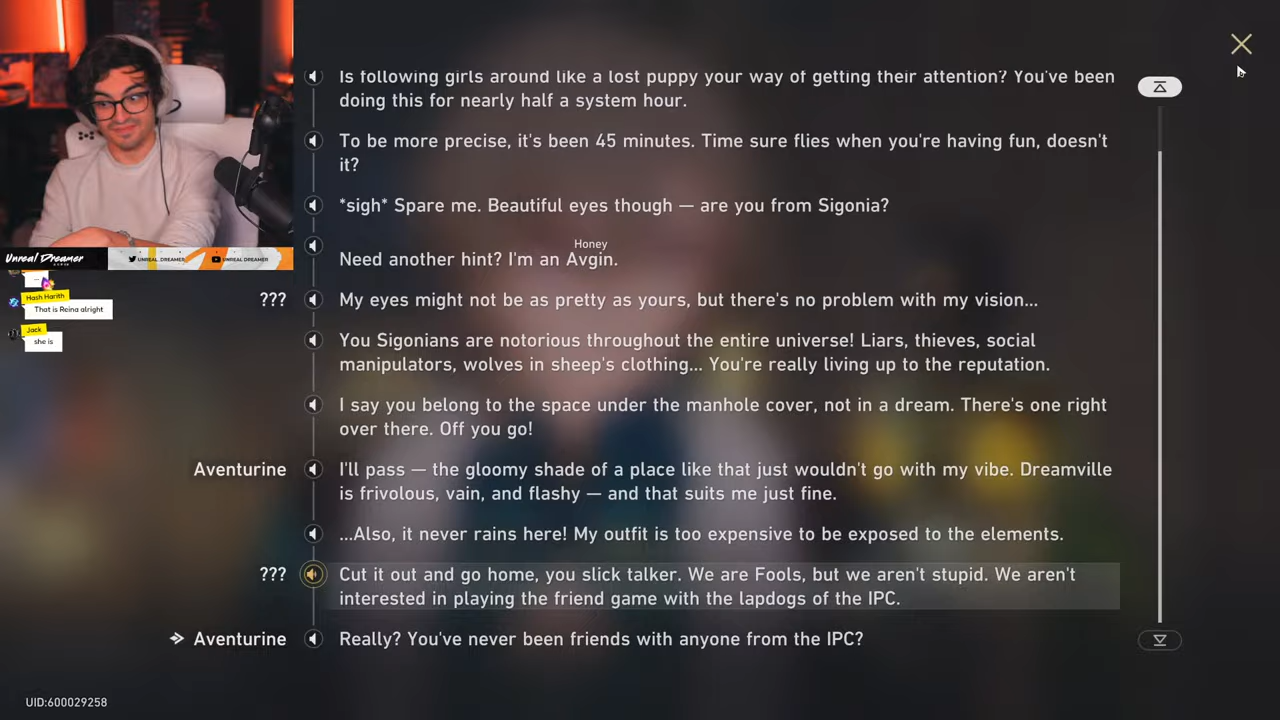 Is following girls around like a lost puppy your way of getting their attention? You've been
doing this for nearly half a system hour.
To be more precise, it's been 45 minutes. Time sure flies when you're having fun, doesn't
it?
*sigh* Spare me. Beautiful eyes though — are you from Sigonia?
Honey
Need another hint? I'm an Avgin.
??? My eyes might not be as pretty as yours, but there's no problem with my vision...
You Sigonians are notorious throughout the entire universe! Liars, thieves, social
manipulators, wolves in sheep's clothing... You're really living up to the reputation.
I say you belong to the space under the manhole cover, not in a dream. There's one right
over there. Off you go!
Aventurine I'll pass — the gloomy shade of a place like that just wouldn't go with my vibe. Dreamville
is frivolous, vain, and flashy — and that suits me just fine.
...Also, it never rains here! My outfit is too expensive to be exposed to the elements.
??? Cut it out and go home, you slick talker. We are Fools, but we aren't stupid. We aren't
interested in playing the friend game with the lapdogs of the IPC.
Aventurine Really? You've never been friends with anyone from the IPC?
Unreal Dreamer
UNREAL_DREAMER
UNREAL DREAMER
...
Hash Harith
That is Reina alright
Jack
she is
UID:600029258